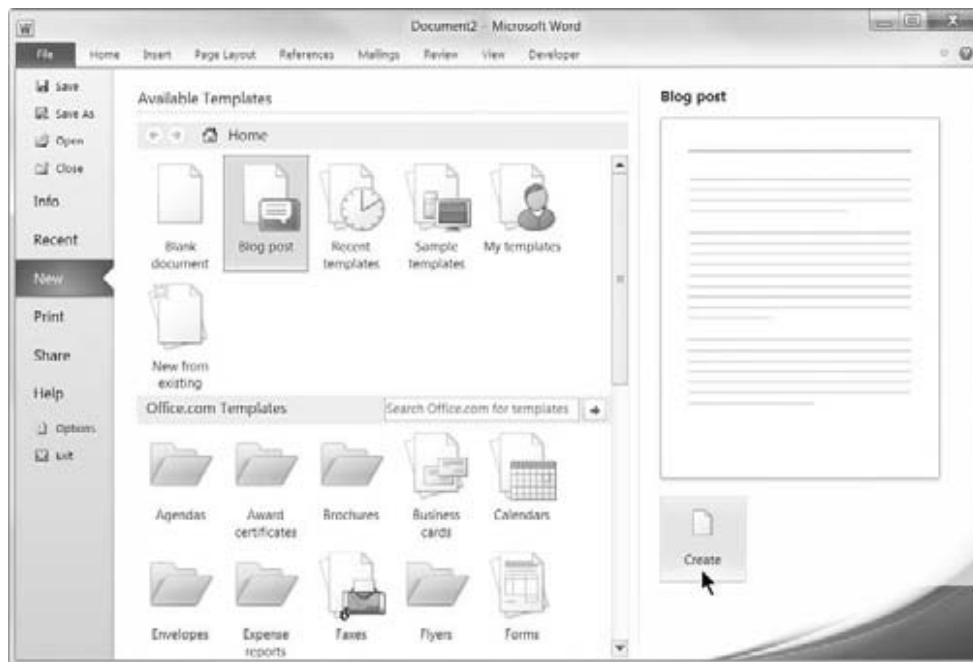 W
Document2 - Microsoft Word
File Home Insert Page Layout References Mailings Review View Developer
Save
Save As
Open
Close
Info
Recent
New
Print
Share
Help
Options
Exit
Available Templates
Home
Blank
document
Blog post
Recent
templates
Sample
templates
My templates
New from
existing
Office.com Templates
Search Office.com for templates
Agendas
Award
certificates
Brochures
Business
cards
Calendars
Envelopes
Expense
reports
Faxes
Flyers
Forms
Blog post
Create